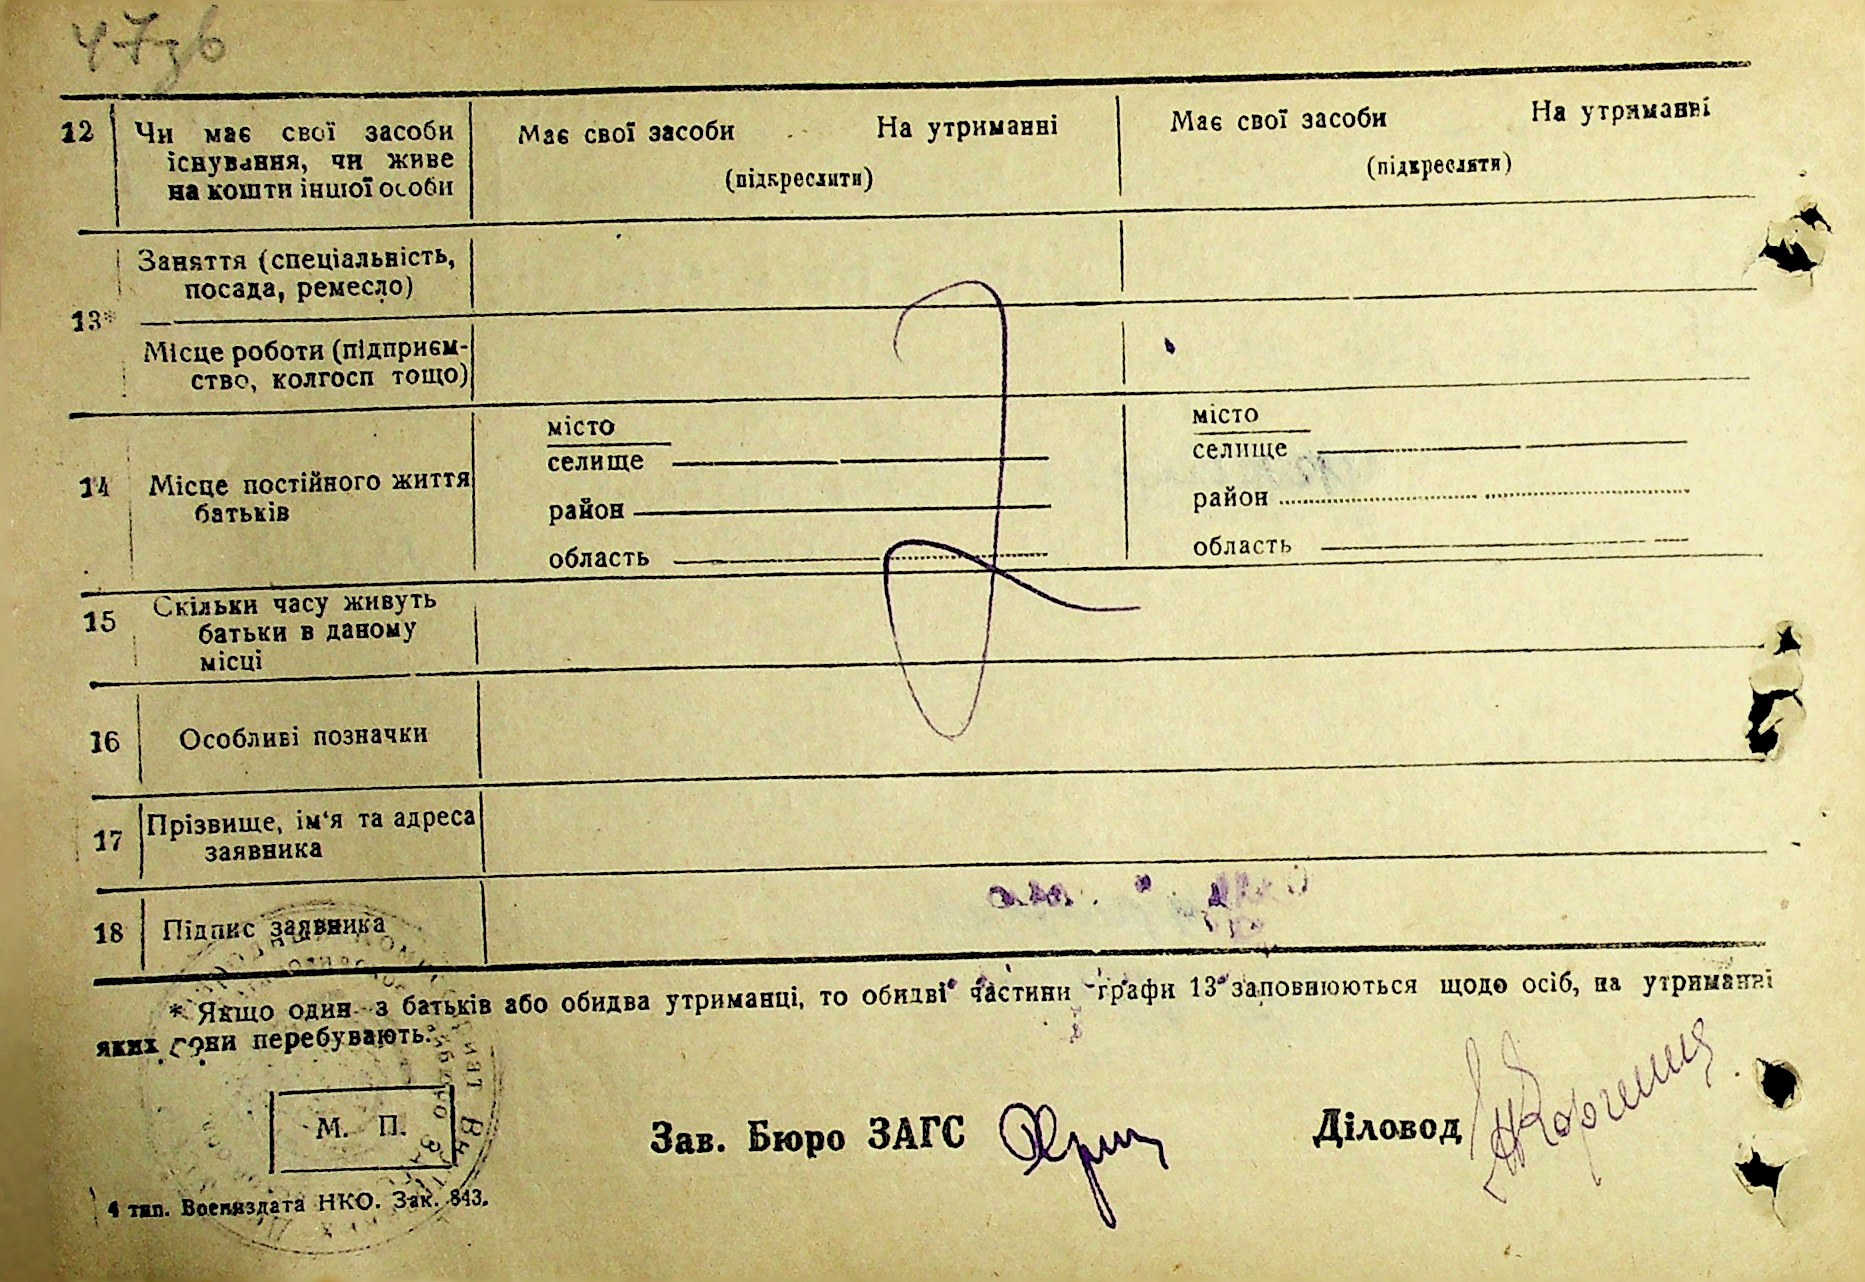 47зв
12 Чи має свої засоби існування, чи живе на кошти іншої особи
Має свої засоби На утриманні
(підкреслити)
Має свої засоби На утриманні
(підкреслити)
13*
Заняття (спеціальність,
посада, ремесло)
Місце роботи (підприєм-
ство, колгосп тощо)
14 Місце постійного життя
батьків
місто
селище
район
область
місто
селище
район
область
15 Скільки часу живуть
батьки в даному
місці
16 Особливі позначки
17 Прізвище, ім‘я та адреса
заявника
18 Підпис заявника
* Якщо один з батьків або обидва утриманці, то обидві частини графи 13 заповнюються щодо осіб, на утриманні
яких вони перебувають.
М. П.
Зав. Бюро ЗАГС
Діловод
4 тип. Воениздата НКО. Зак. 843.